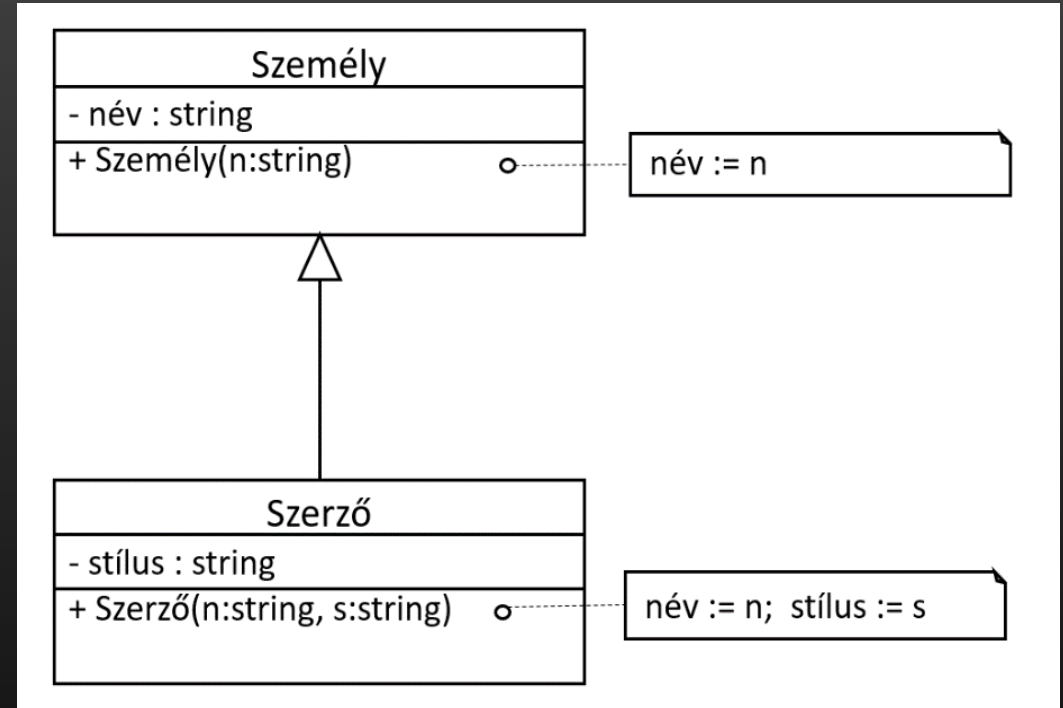 Személy
- név : string
+ Személy(n:string)
név := n
Szerző
- stílus : string
+ Szerző(n:string, s:string)
név := n;  stílus := s